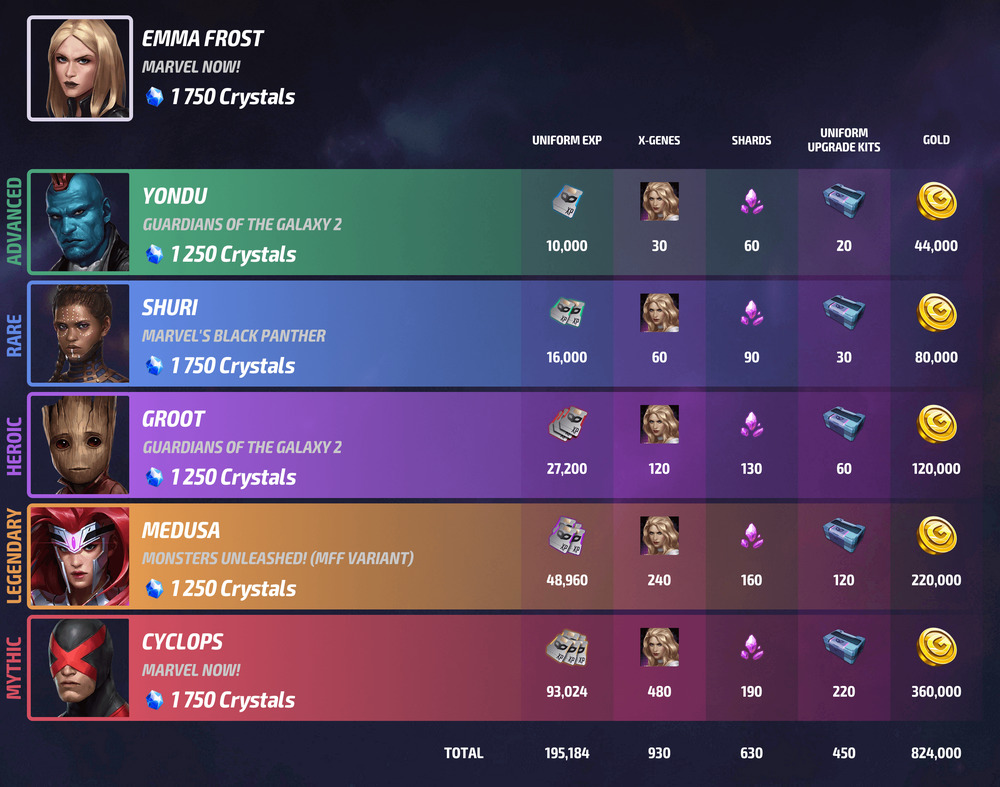 EMMA FROST
MARVEL NOW!
1 750 Crystals
UNIFORM EXP X-GENES SHARDS UNIFORM UPGRADE KITS GOLD
ADVANCED
YONDU
GUARDIANS OF THE GALAXY 2
1 250 Crystals
10,000 30 60 20 44,000
RARE
SHURI
MARVEL'S BLACK PANTHER
1 750 Crystals
16,000 60 90 30 80,000
HEROIC
GROOT
GUARDIANS OF THE GALAXY 2
1 250 Crystals
27,200 120 130 60 120,000
LEGENDARY
MEDUSA
MONSTERS UNLEASHED! (MFF VARIANT)
1 250 Crystals
48,960 240 160 120 220,000
MYTHIC
CYCLOPS
MARVEL NOW!
1 750 Crystals
93,024 480 190 220 360,000
TOTAL 195,184 930 630 450 824,000